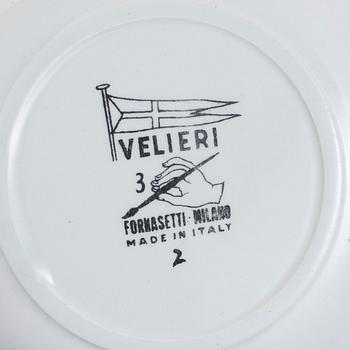 VELIERI
3
FORNASETTI·MILANO
MADE IN ITALY
2